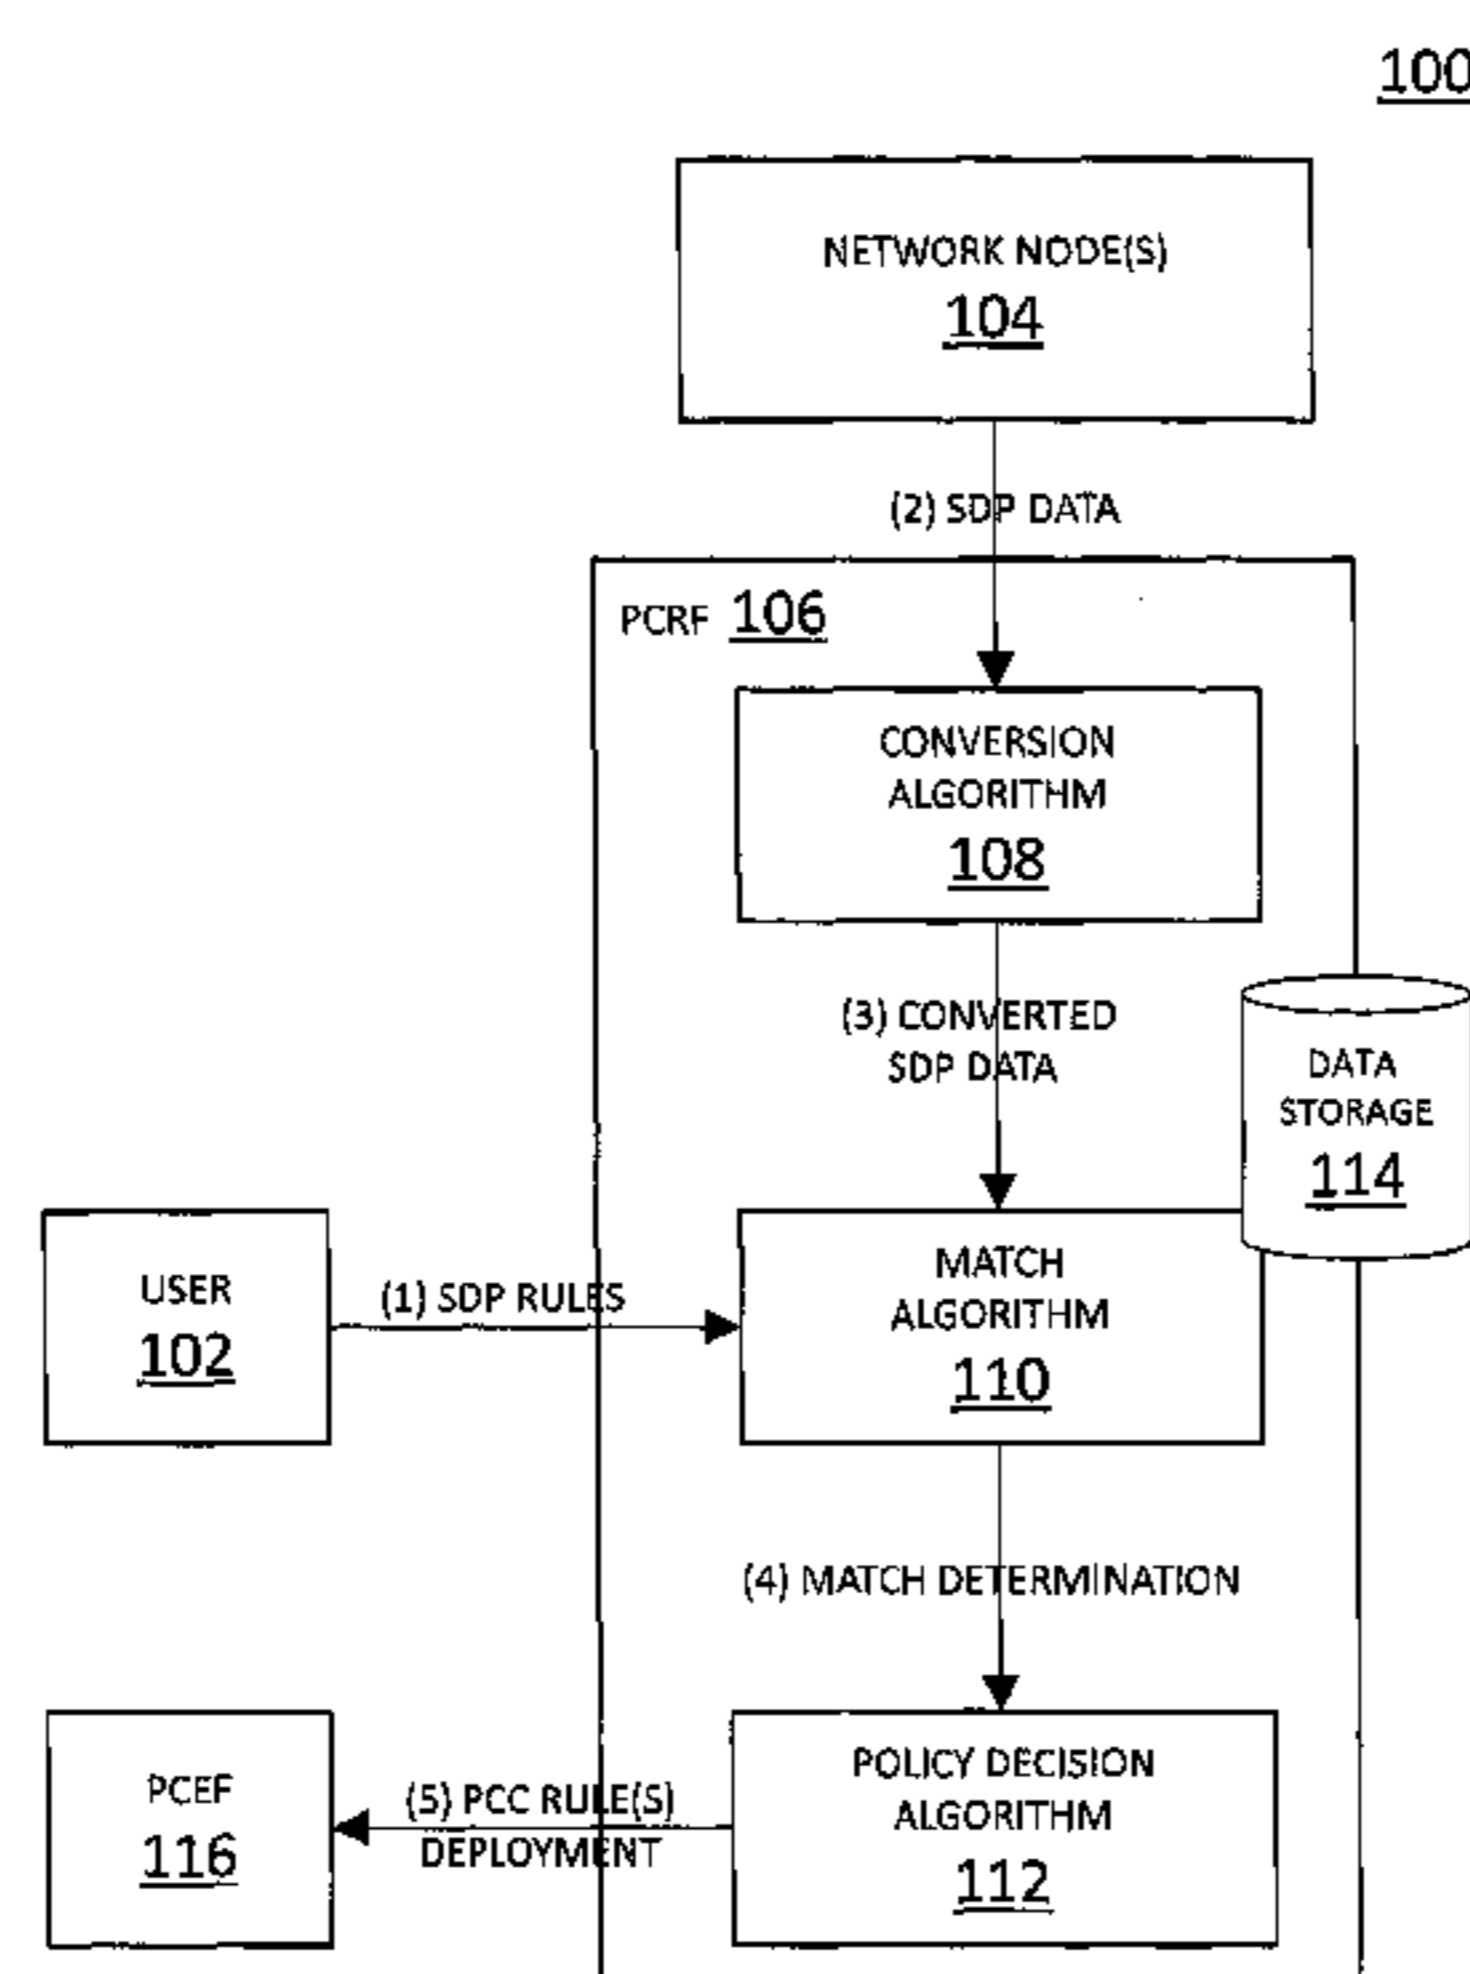 100
NETWORK NODE(S)
104
(2) SDP DATA
PCRF 106
CONVERSION
ALGORITHM
108
(3) CONVERTED
SDP DATA
DATA
STORAGE
114
USER
102
(1) SDP RULES
MATCH
ALGORITHM
110
(4) MATCH DETERMINATION
PCEF
116
(5) PCC RULE(S)
DEPLOYMENT
POLICY DECISION
ALGORITHM
112